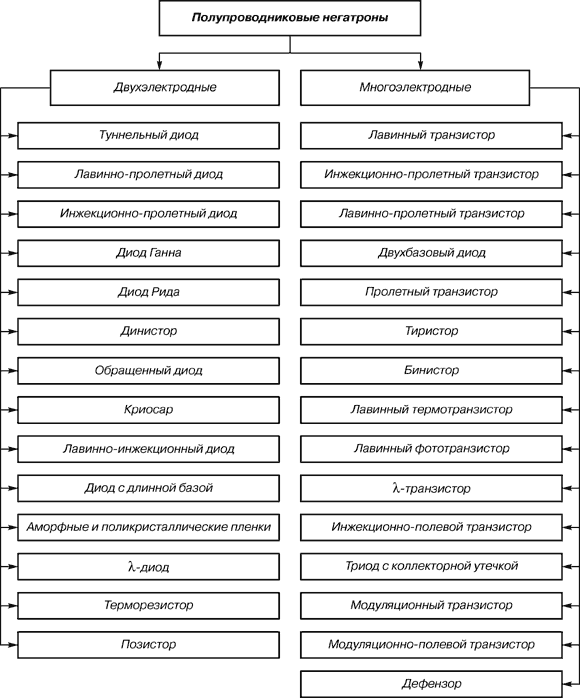 Полупроводниковые негатроны
Двухэлектродные
Многоэлектродные
Туннельный диод
Лавинно-пролетный диод
Инжекционно-пролетный диод
Диод Ганна
Диод Рида
Динистор
Обращенный диод
Криосар
Лавинно-инжекционный диод
Диод с длинной базой
Аморфные и поликристаллические пленки
λ-диод
Терморезистор
Позистор
Лавинный транзистор
Инжекционно-пролетный транзистор
Лавинно-пролетный транзистор
Двухбазовый диод
Пролетный транзистор
Тиристор
Бинистор
Лавинный термотранзистор
Лавинный фототранзистор
λ-транзистор
Инжекционно-полевой транзистор
Триод с коллекторной утечкой
Модуляционный транзистор
Модуляционно-полевой транзистор
Дефензор